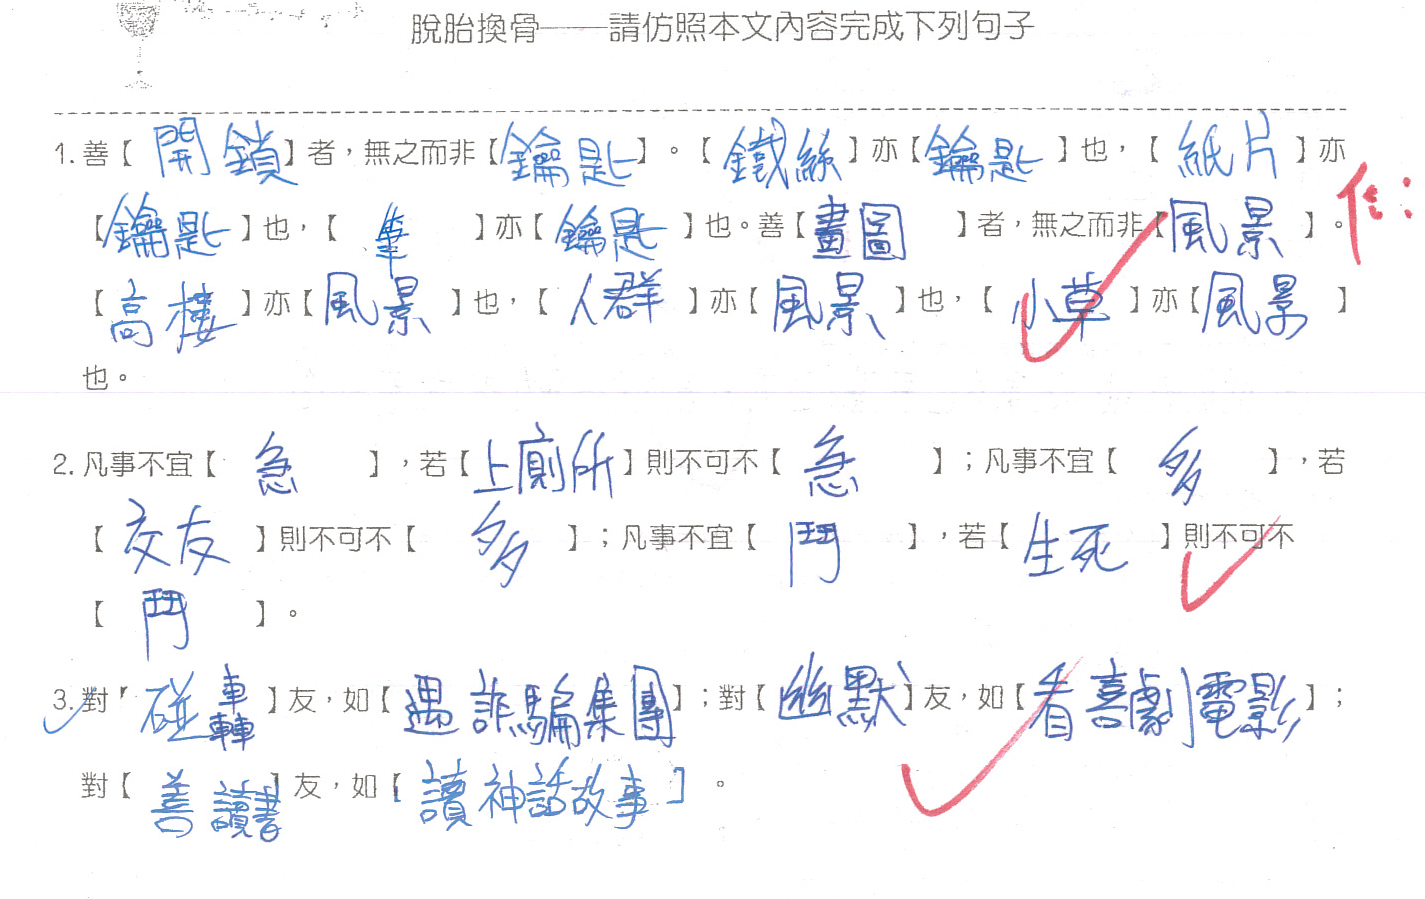 脫胎換骨——請仿照本文內容完成下列句子
1. 善【開鎖】者，無之而非【鑰匙】。【鐵絲】亦【鑰匙】也，【紙片】亦
【鑰匙】也，【筆】亦【鑰匙】也。善【畫圖】者，無之而非【風景】。
【高樓】亦【風景】也，【人群】亦【風景】也，【小草】亦【風景】
也。
2. 凡事不宜【急】，若【上廁所】則不可不【急】；凡事不宜【多】，若
【交友】則不可不【多】；凡事不宜【鬥】，若【生死】則不可不
【鬥】。
3. 對【碰轟】友，如【遇詐騙集團】；對【幽默】友，如【看喜劇電影】；
對【善讀書】友，如【讀神話故事】。